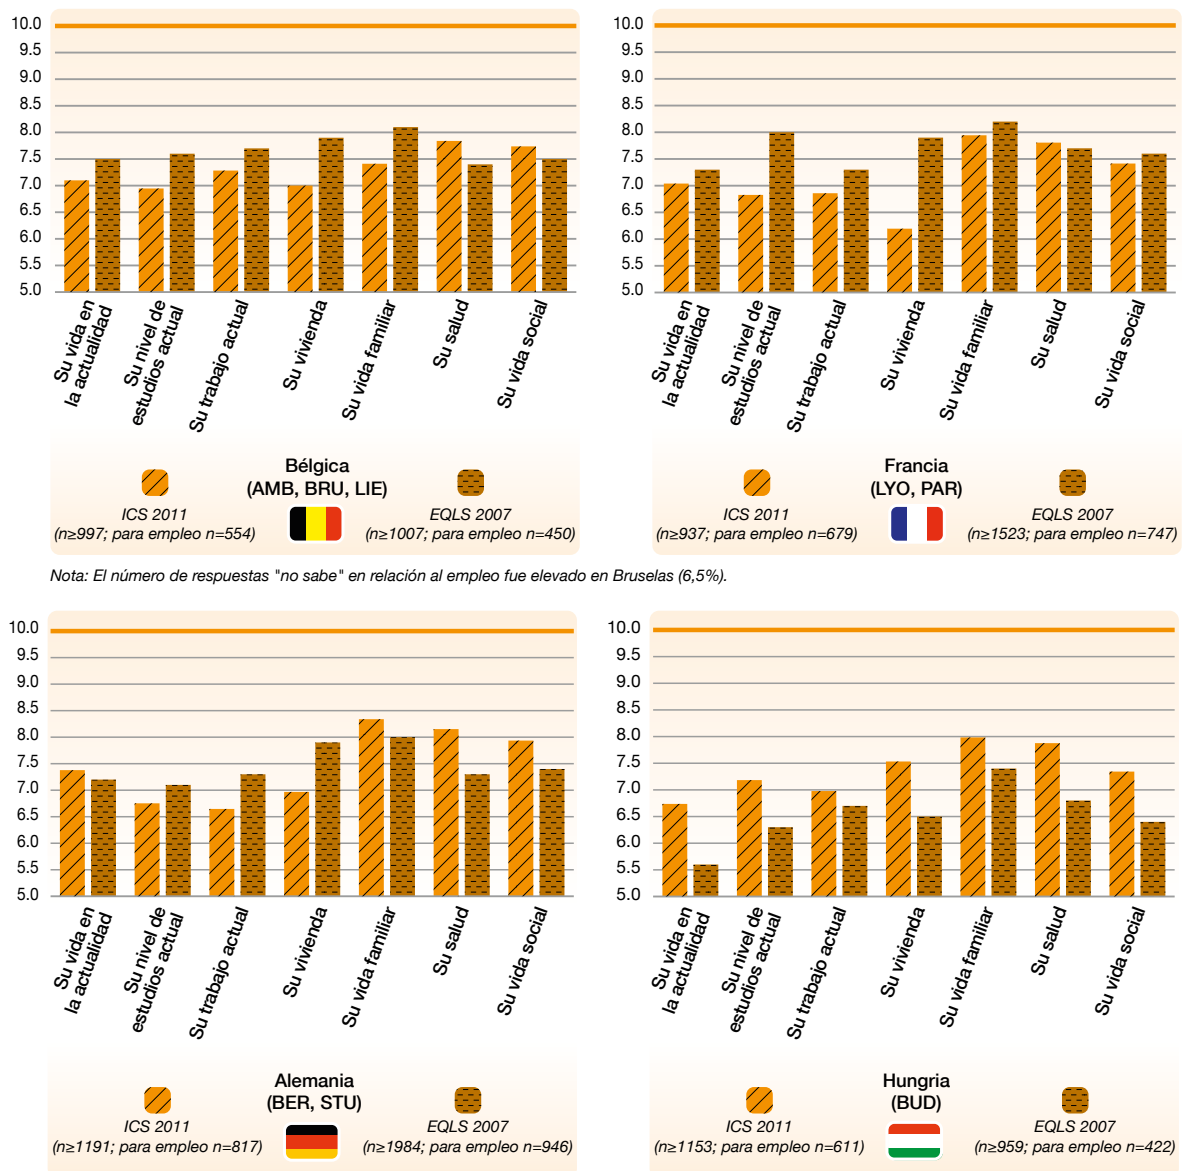 10.0
9.5
9.0
8.5
8.0
7.5
7.0
6.5
6.0
5.5
5.0
Su vida en
la actualidad
Su nivel de
estudios actual
Su trabajo actual
Su vivienda
Su vida familiar
Su salud
Su vida social
Bélgica
(AMB, BRU, LIE)
ICS 2011
(n≥997; para empleo n=554)
EQLS 2007
(n≥1007; para empleo n=450)
10.0
9.5
9.0
8.5
8.0
7.5
7.0
6.5
6.0
5.5
5.0
Su vida en
la actualidad
Su nivel de
estudios actual
Su trabajo actual
Su vivienda
Su vida familiar
Su salud
Su vida social
Francia
(LYO, PAR)
ICS 2011
(n≥937; para empleo n=679)
EQLS 2007
(n≥1523; para empleo n=747)
Nota: El número de respuestas "no sabe" en relación al empleo fue elevado en Bruselas (6,5%).
10.0
9.5
9.0
8.5
8.0
7.5
7.0
6.5
6.0
5.5
5.0
Su vida en
la actualidad
Su nivel de
estudios actual
Su trabajo actual
Su vivienda
Su vida familiar
Su salud
Su vida social
Alemania
(BER, STU)
ICS 2011
(n≥1191; para empleo n=817)
EQLS 2007
(n≥1984; para empleo n=946)
10.0
9.5
9.0
8.5
8.0
7.5
7.0
6.5
6.0
5.5
5.0
Su vida en
la actualidad
Su nivel de
estudios actual
Su trabajo actual
Su vivienda
Su vida familiar
Su salud
Su vida social
Hungria
(BUD)
ICS 2011
(n≥1153; para empleo n=611)
EQLS 2007
(n≥959; para empleo n=422)